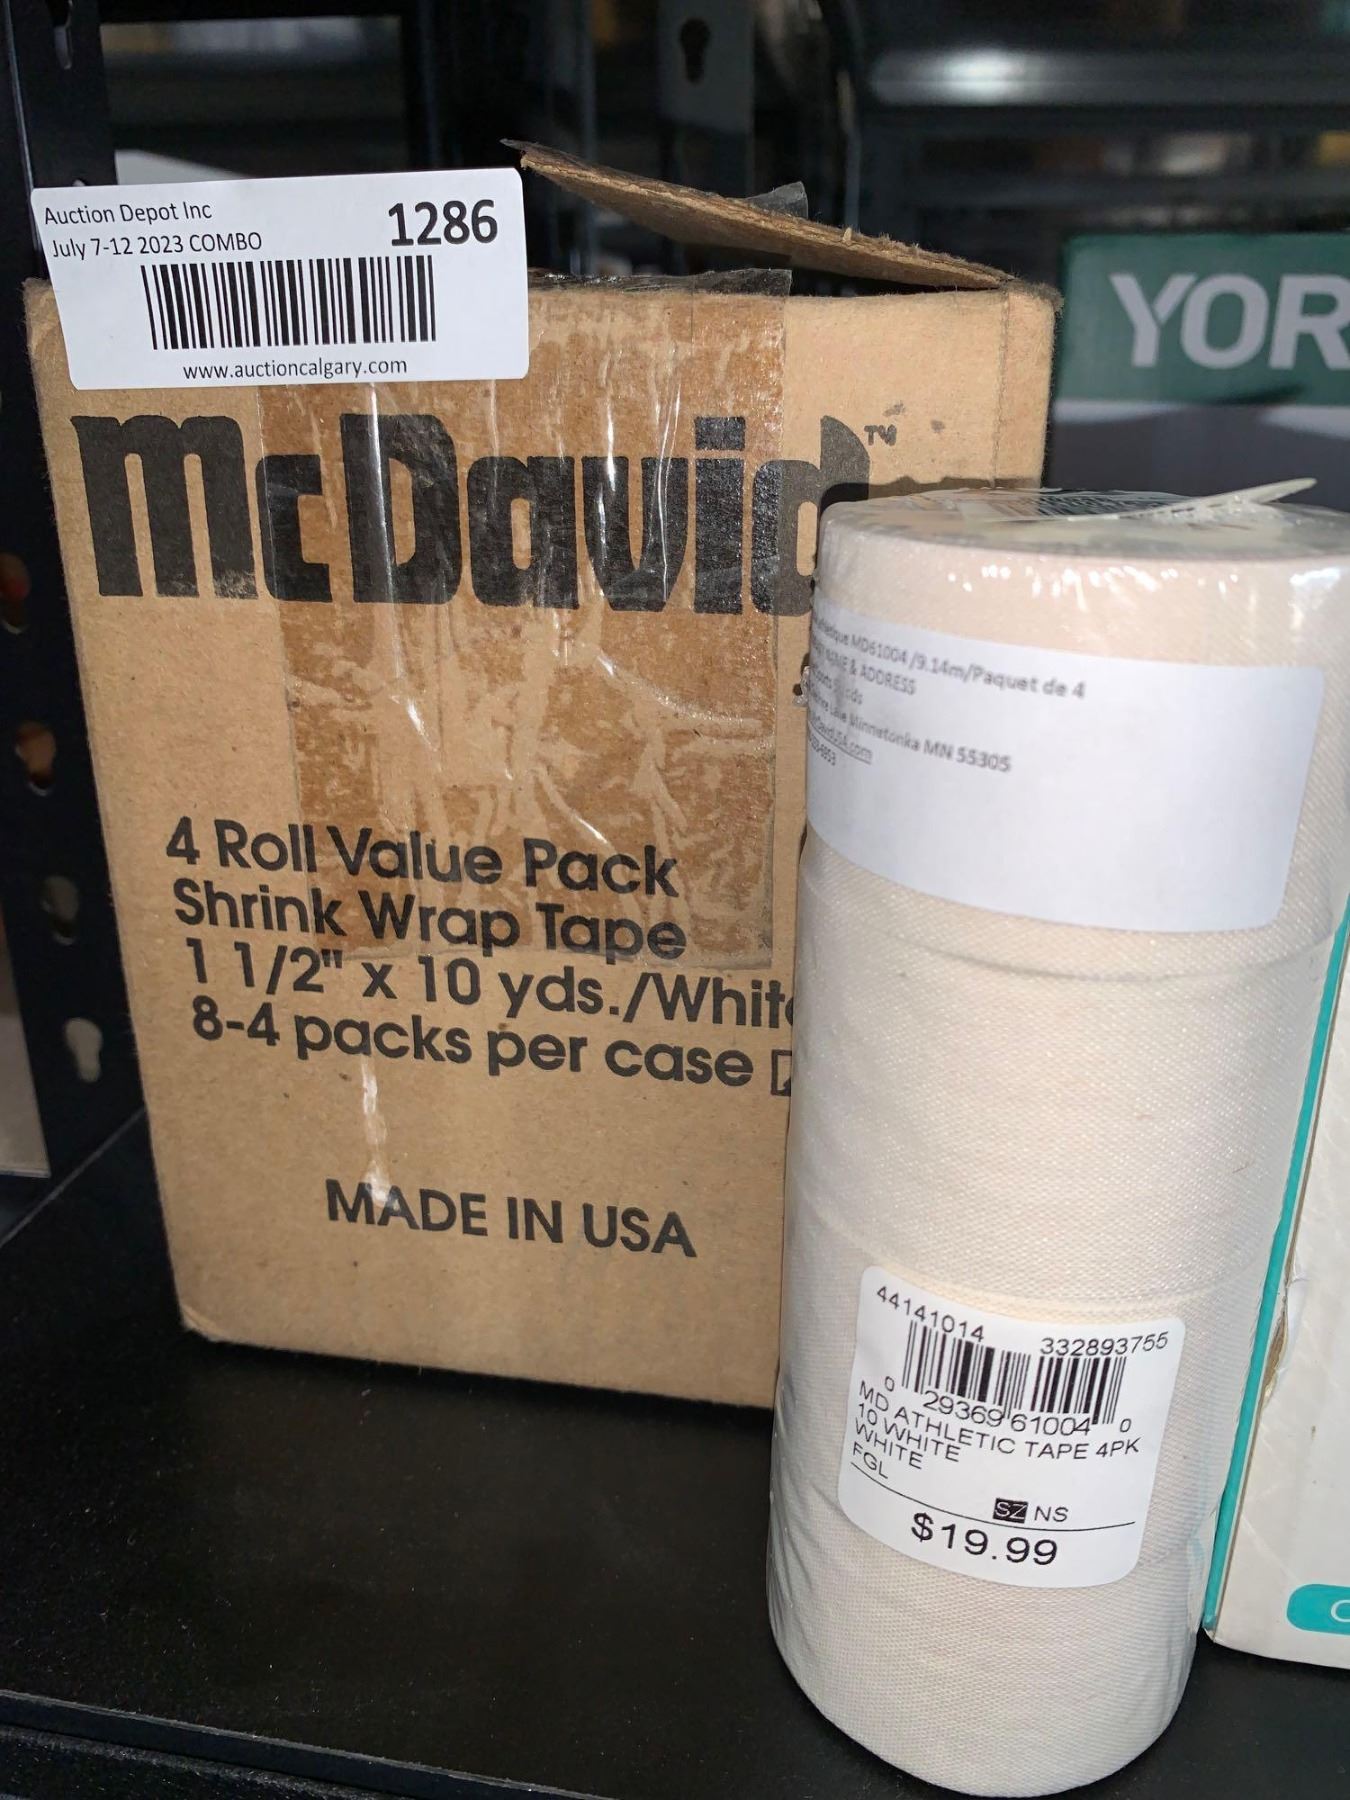 Auction Depot Inc
1286
July 7-12 2023 COMBO
www.auctioncalgary.com
McDavid™
4 Roll Value Pack
Shrink Wrap Tape
1 1/2" x 10 yds./White
8-4 packs per case
MADE IN USA
YOR
MD61004 /9.14m/Paquet de 4
& ADDRESS
Minnetonka MN 55305
44141014
332893755
0 29369 61004 0
MD ATHLETIC TAPE 4PK
10 WHITE
WHITE
FGL
SZ NS
$19.99